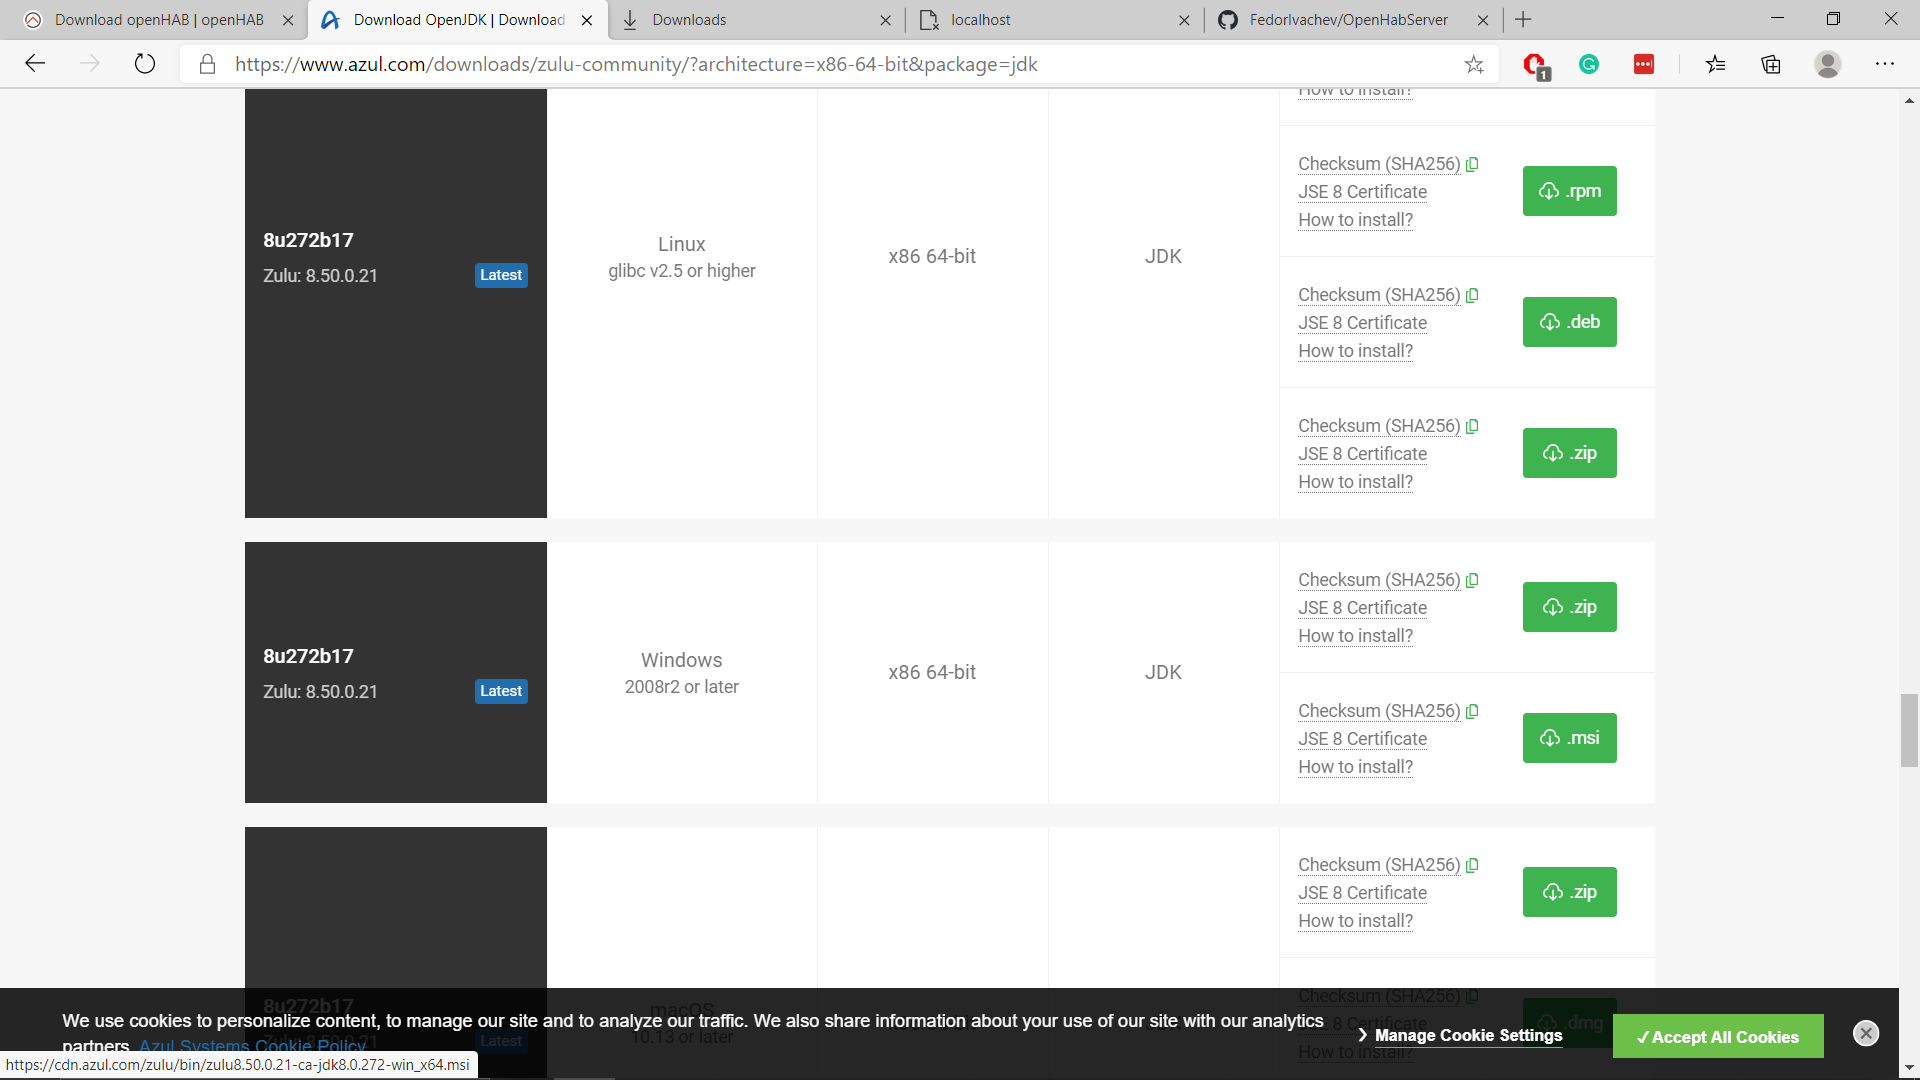 Download openHAB | openHAB
Download OpenJDK | Download
Downloads
localhost
FedorIvachev/OpenHabServer
https://www.azul.com/downloads/zulu-community/?architecture=x86-64-bit&package=jdk
1
How to install?
8u272b17
Zulu: 8.50.0.21
Latest
Linux
glibc v2.5 or higher
x86 64-bit
JDK
Checksum (SHA256)
JSE 8 Certificate
How to install?
.rpm
Checksum (SHA256)
JSE 8 Certificate
How to install?
.deb
Checksum (SHA256)
JSE 8 Certificate
How to install?
.zip
8u272b17
Zulu: 8.50.0.21
Latest
Windows
2008r2 or later
x86 64-bit
JDK
Checksum (SHA256)
JSE 8 Certificate
How to install?
.zip
Checksum (SHA256)
JSE 8 Certificate
How to install?
.msi
Checksum (SHA256)
JSE 8 Certificate
How to install?
.zip
8u272b17
Latest
macOS
10.13 or later
Checksum (SHA256)
JSE 8 Certificate
How to install?
.dmg
We use cookies to personalize content, to manage our site and to analyze our traffic. We also share information about your use of our site with our analytics
partners. Azul Systems Cookie Policy
Manage Cookie Settings
✓Accept All Cookies
https://cdn.azul.com/zulu/bin/zulu8.50.0.21-ca-jdk8.0.272-win_x64.msi